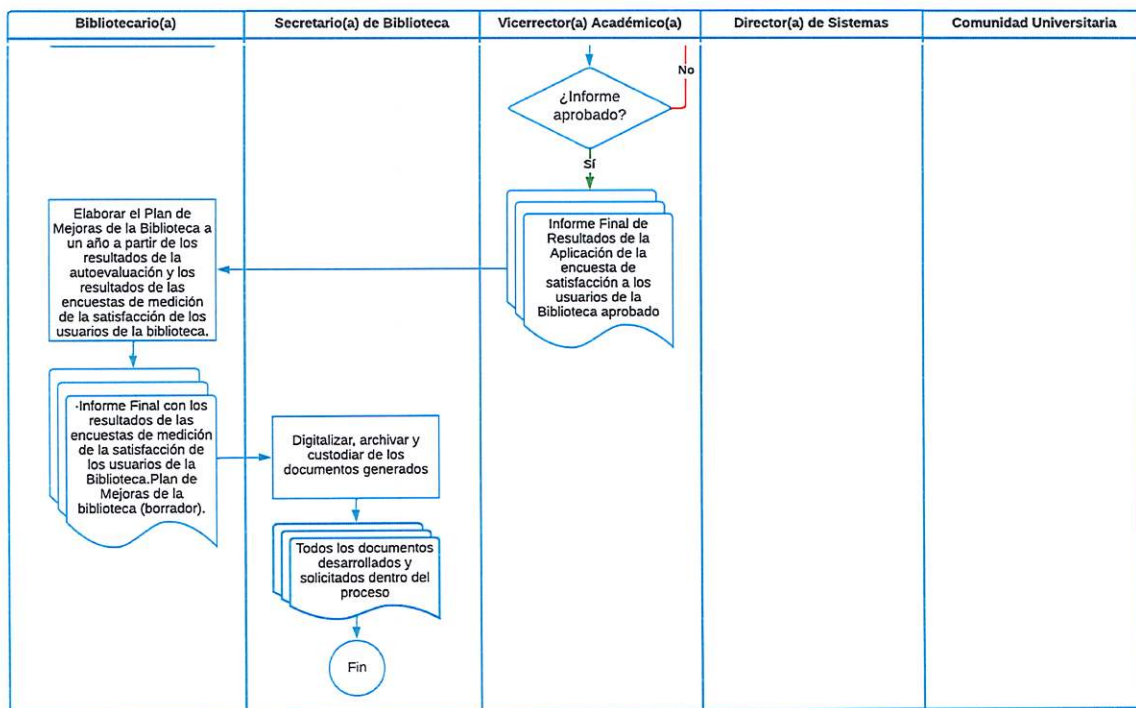 Bibliotecario(a)
Secretario(a) de Biblioteca
Vicerrector(a) Académico(a)
Director(a) de Sistemas
Comunidad Universitaria
No
¿Informe
aprobado?
Sí
Informe Final de
Resultados de la
Aplicación de la
encuesta de
satisfacción a los
usuarios de la
Biblioteca aprobado
Elaborar el Plan de
Mejoras de la Biblioteca a
un año a partir de los
resultados de la
autoevaluación y los
resultados de las
encuestas de medición
de la satisfacción de los
usuarios de la biblioteca.
-Informe Final con los
resultados de las
encuestas de medición
de la satisfacción de
los usuarios de la
Biblioteca.Plan de
Mejoras de la
biblioteca (borrador).
Digitalizar, archivar y
custodiar de los
documentos generados
Todos los documentos
desarrollados y
solicitados dentro del
proceso
Fin